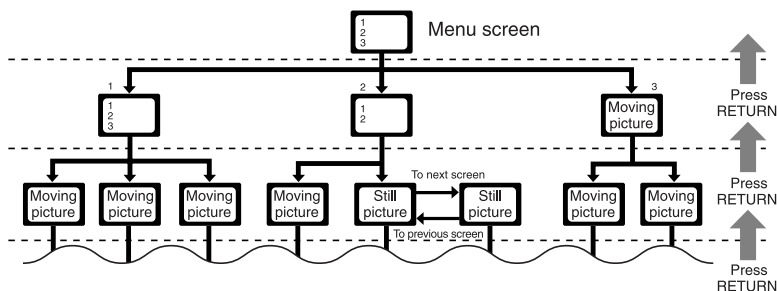 1
2
3
Menu screen
1
2
3
1
2
3
1
2
Moving
picture
Press
RETURN
To next screen
Moving
picture
Moving
picture
Moving
picture
Moving
picture
Still
picture
Still
picture
Moving
picture
Moving
picture
Press
RETURN
To previous screen
Press
RETURN